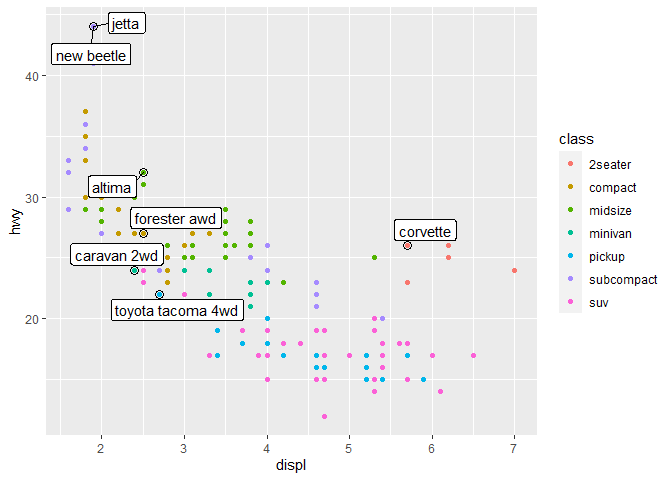 jetta
new beetle
altima
forester awd
caravan 2wd
toyota tacoma 4wd
corvette
40
30
20
hwy
2
3
4
5
6
7
displ
class
2seater
compact
midsize
minivan
pickup
subcompact
suv